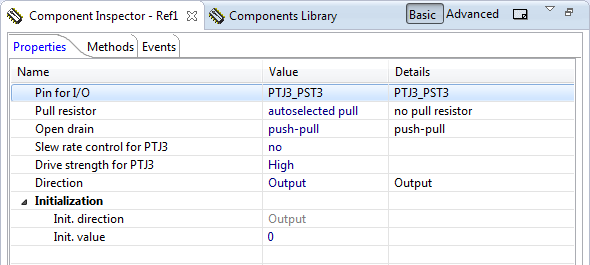 Component Inspector - Ref1 Components Library Basic Advanced
Properties Methods Events
Name Value Details
Pin for I/O PTJ3_PST3 PTJ3_PST3
Pull resistor autoselected pull no pull resistor
Open drain push-pull push-pull
Slew rate control for PTJ3 no
Drive strength for PTJ3 High
Direction Output Output
Initialization
Init. direction Output
Init. value 0